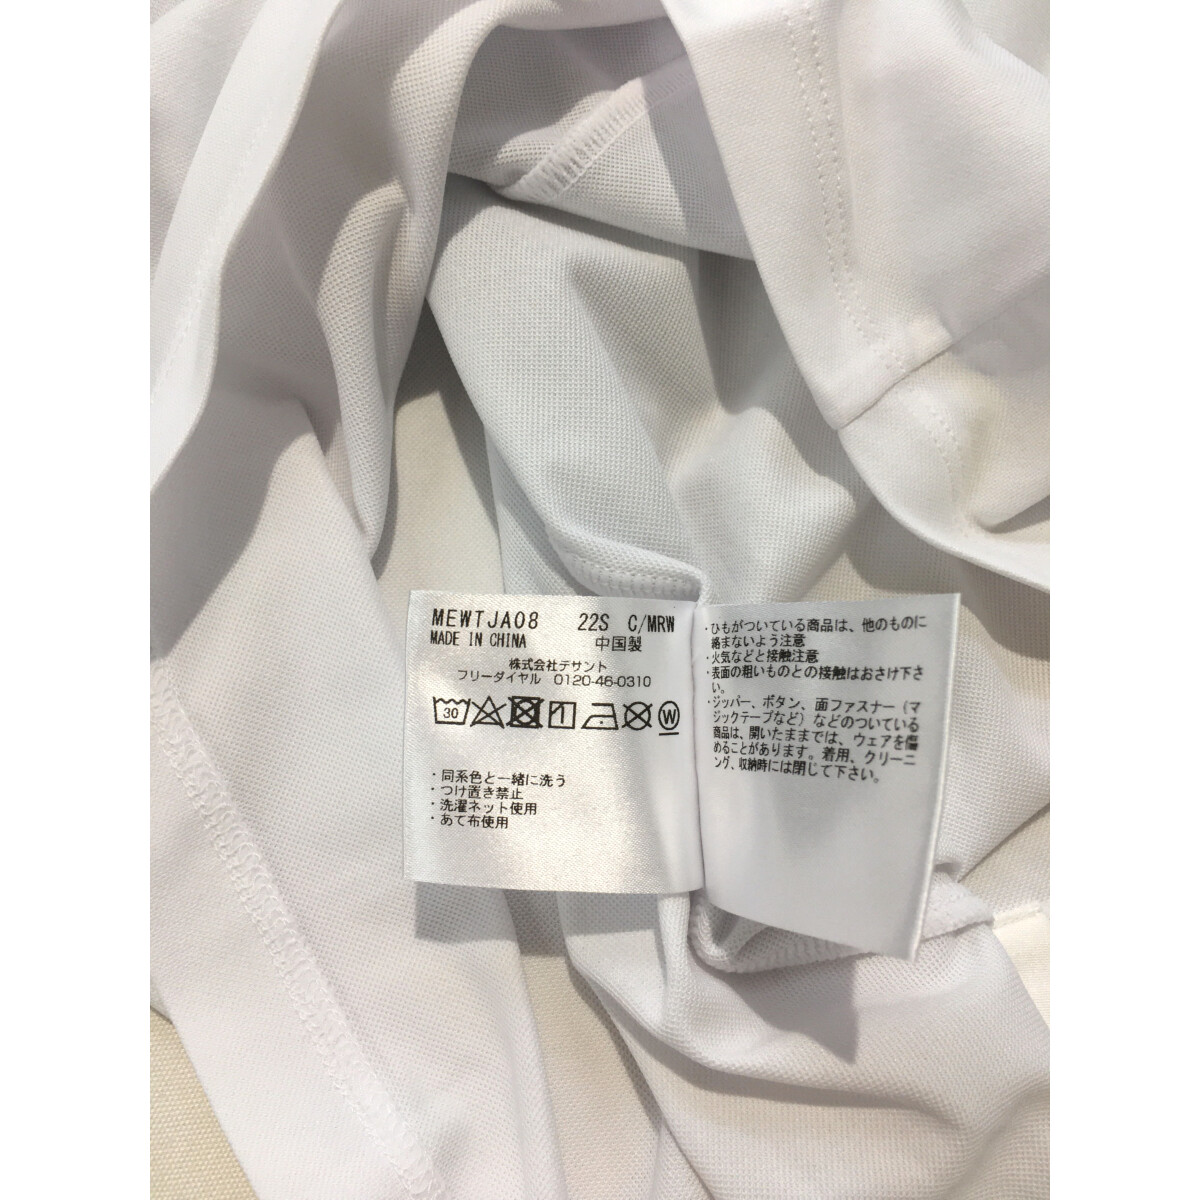 MEWTJA08 22S C/MRW
MADE IN CHINA 中国製
株式会社デサント
フリーダイヤル 0120-46-0310
30 W
・同系色と一緒に洗う
・つけ置き禁止
・洗濯ネット使用
・あて布使用
・ひもがついている商品は、他のものに
絡まないよう注意
・火気などと接触注意
・表面の粗いものとの接触はおさけ下さ
い。
・ジッパー、ボタン、面ファスナー（マ
ジックテープなど）などのついている
商品は、開いたままでは、ウェアを傷
めることがあります。着用、クリーニ
ング、収納時には閉じて下さい。